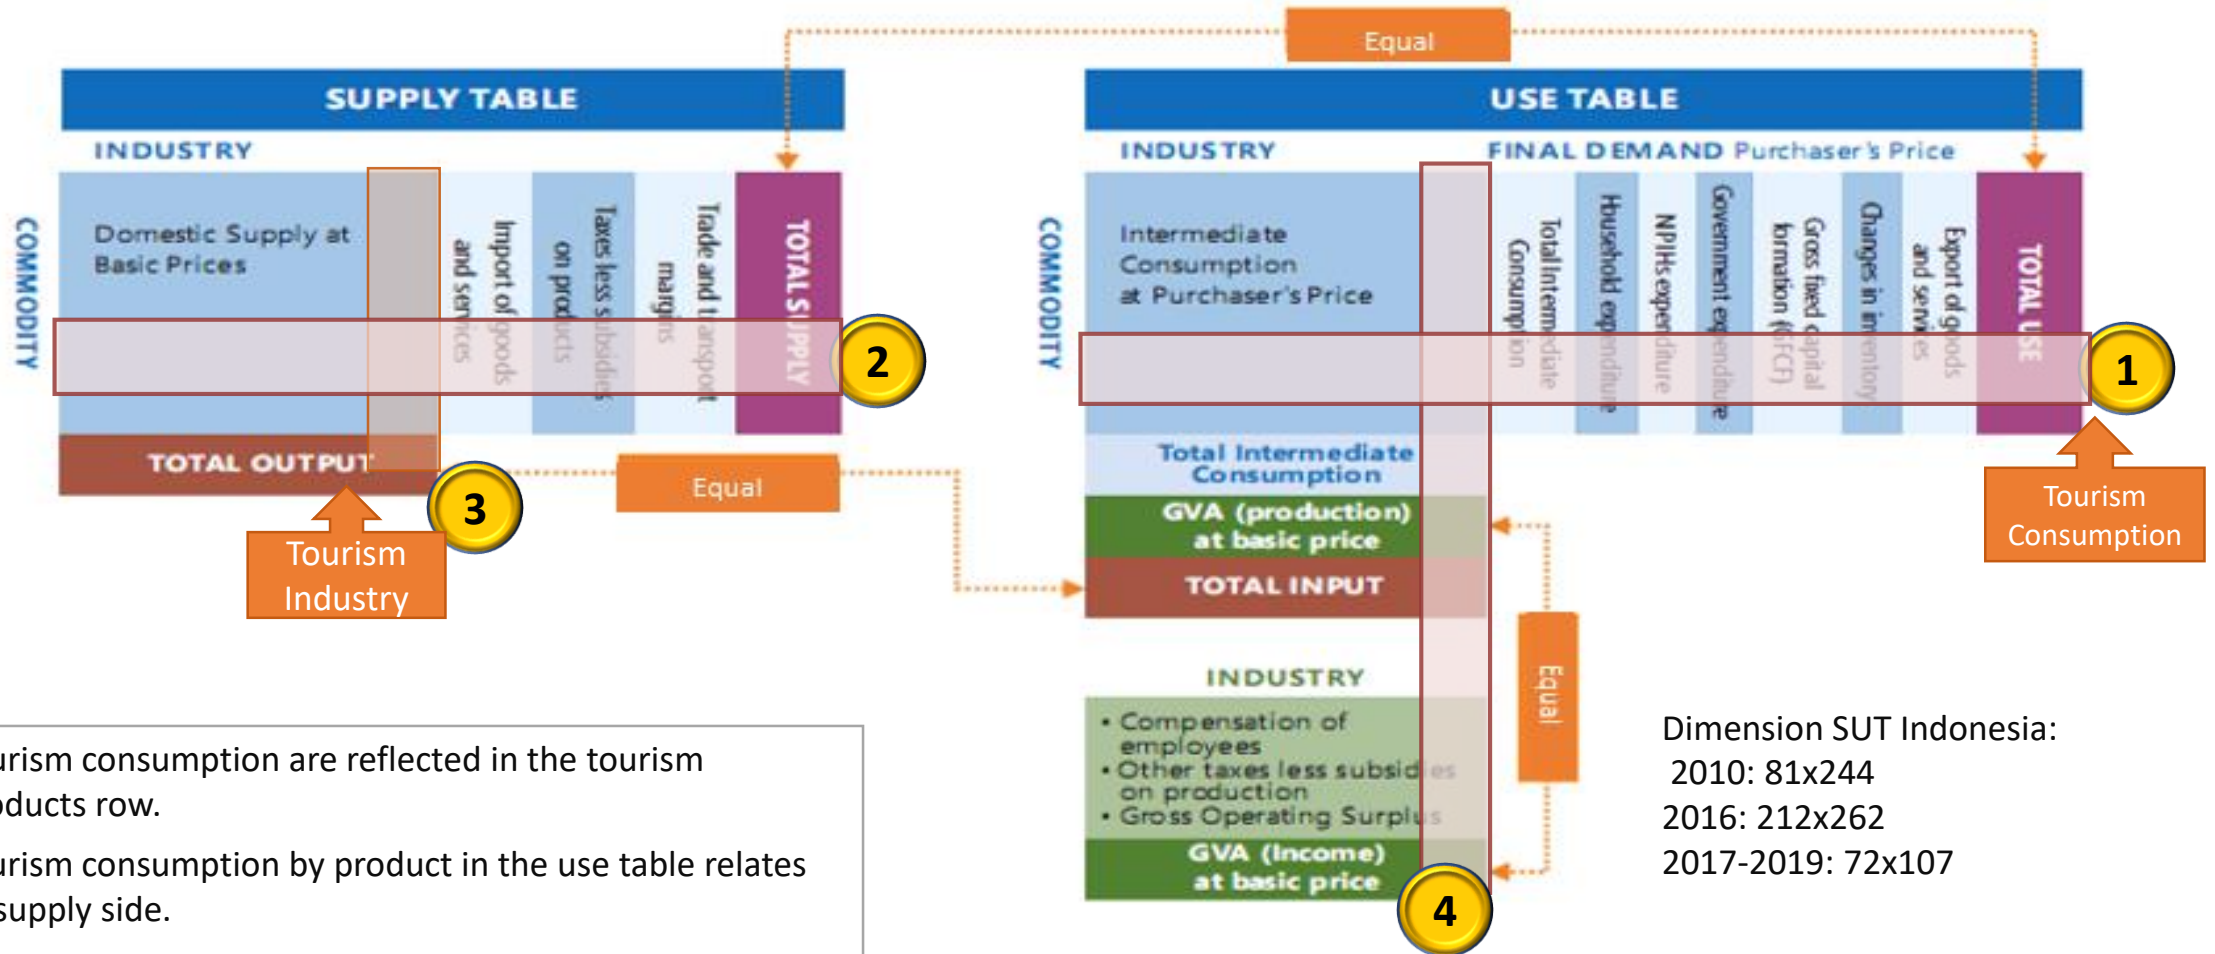 Equal
SUPPLY TABLE
INDUSTRY
COMMODITY
Domestic Supply at
Basic Prices
Import of goods
and services
Taxes less subsidies
on products
Trade and transport
margins
TOTAL SUPPLY
2
TOTAL OUTPUT
3
Tourism
Industry
Equal
USE TABLE
INDUSTRY
FINAL DEMAND Purchaser's Price
COMMODITY
Intermediate
Consumption
at Purchaser's Price
Total Intermediate
Consumption
Household expenditure
NPIHs expenditure
Government expenditure
Gross fixed capital
formation (GFCF)
Changes in inventory
Export of goods
and services
TOTAL USE
1
Tourism
Consumption
Total Intermediate
Consumption
GVA (production)
at basic price
TOTAL INPUT
INDUSTRY
• Compensation of
employees
• Other taxes less subsidies
on production
• Gross Operating Surplus
GVA (Income)
at basic price
4
Equal
urism consumption are reflected in the tourism
oducts row.
urism consumption by product in the use table relates
supply side.
Dimension SUT Indonesia:
2010: 81x244
2016: 212x262
2017-2019: 72x107